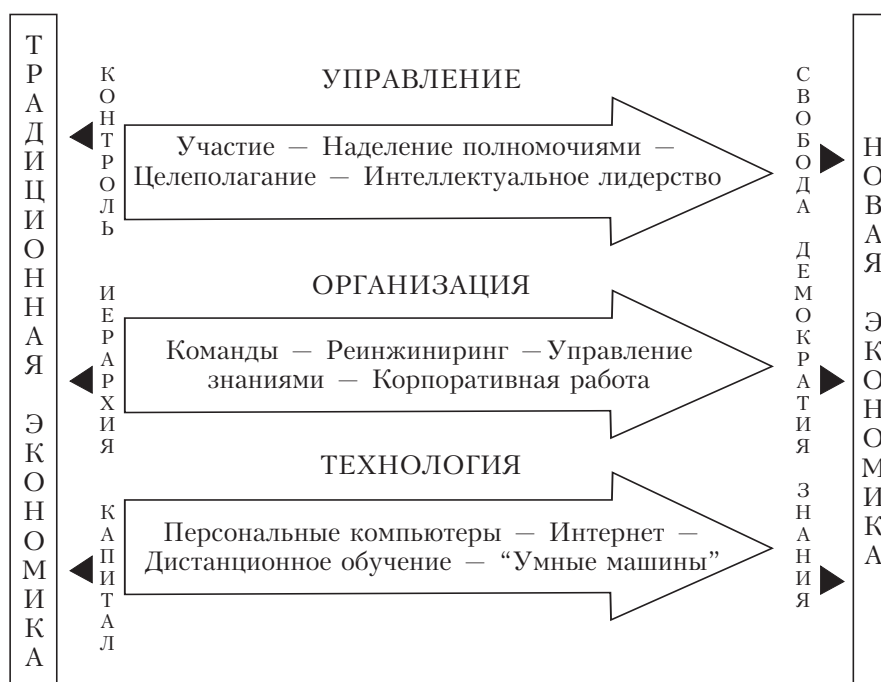 ТРАДИЦИОННАЯ ЭКОНОМИКА
КОНТРОЛЬ
УПРАВЛЕНИЕ
Участие — Наделение полномочиями —
Целеполагание — Интеллектуальное лидерство
СВОБОДА
ИЕРАРХИЯ
ОРГАНИЗАЦИЯ
Команды — Реинжиниринг — Управление
знаниями — Корпоративная работа
ДЕМОКРАТИЯ
КАПИТАЛ
ТЕХНОЛОГИЯ
Персональные компьютеры — Интернет —
Дистанционное обучение — “Умные машины”
ЗНАНИЯ
НОВАЯ ЭКОНОМИКА